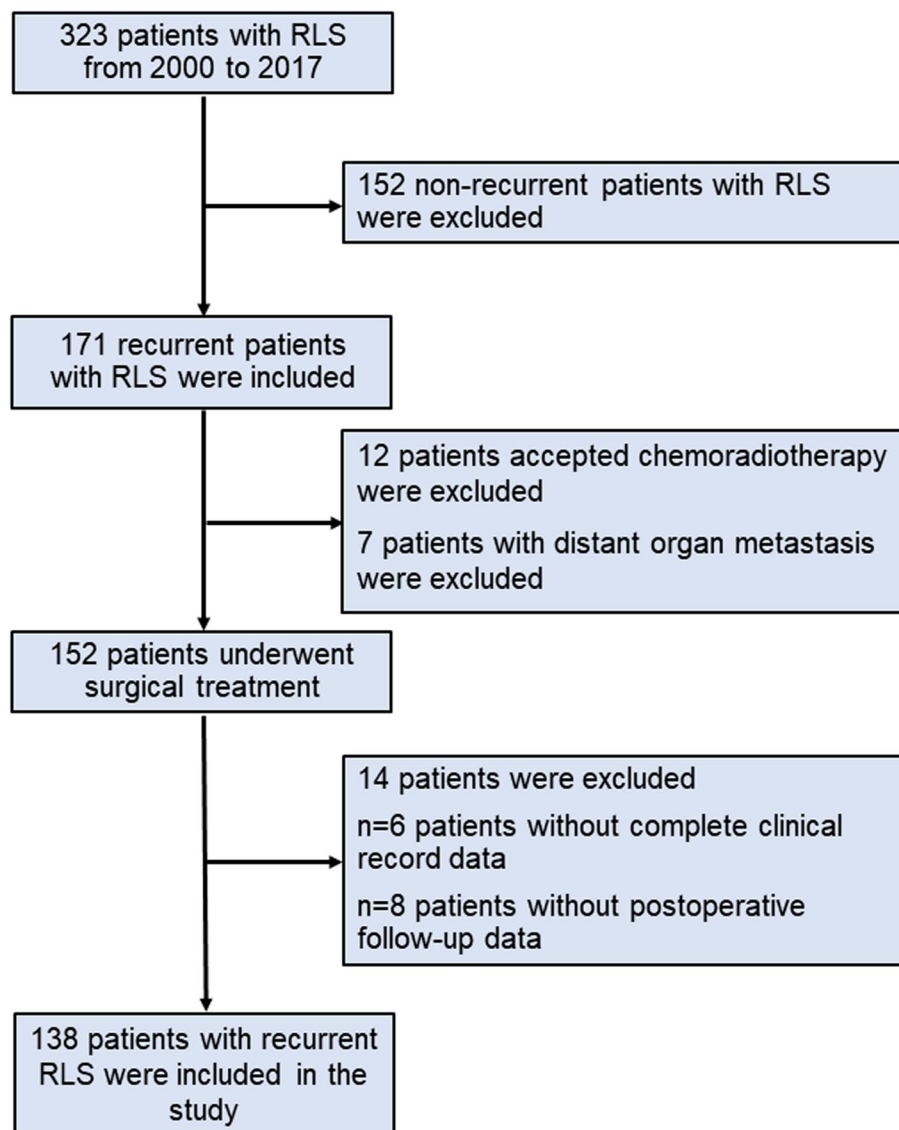 323 patients with RLS
from 2000 to 2017
152 non-recurrent patients with RLS
were excluded
171 recurrent patients
with RLS were included
12 patients accepted chemoradiotherapy
were excluded
7 patients with distant organ metastasis
were excluded
152 patients underwent
surgical treatment
14 patients were excluded
n=6 patients without complete clinical
record data
n=8 patients without postoperative
follow-up data
138 patients with recurrent
RLS were included in the
study